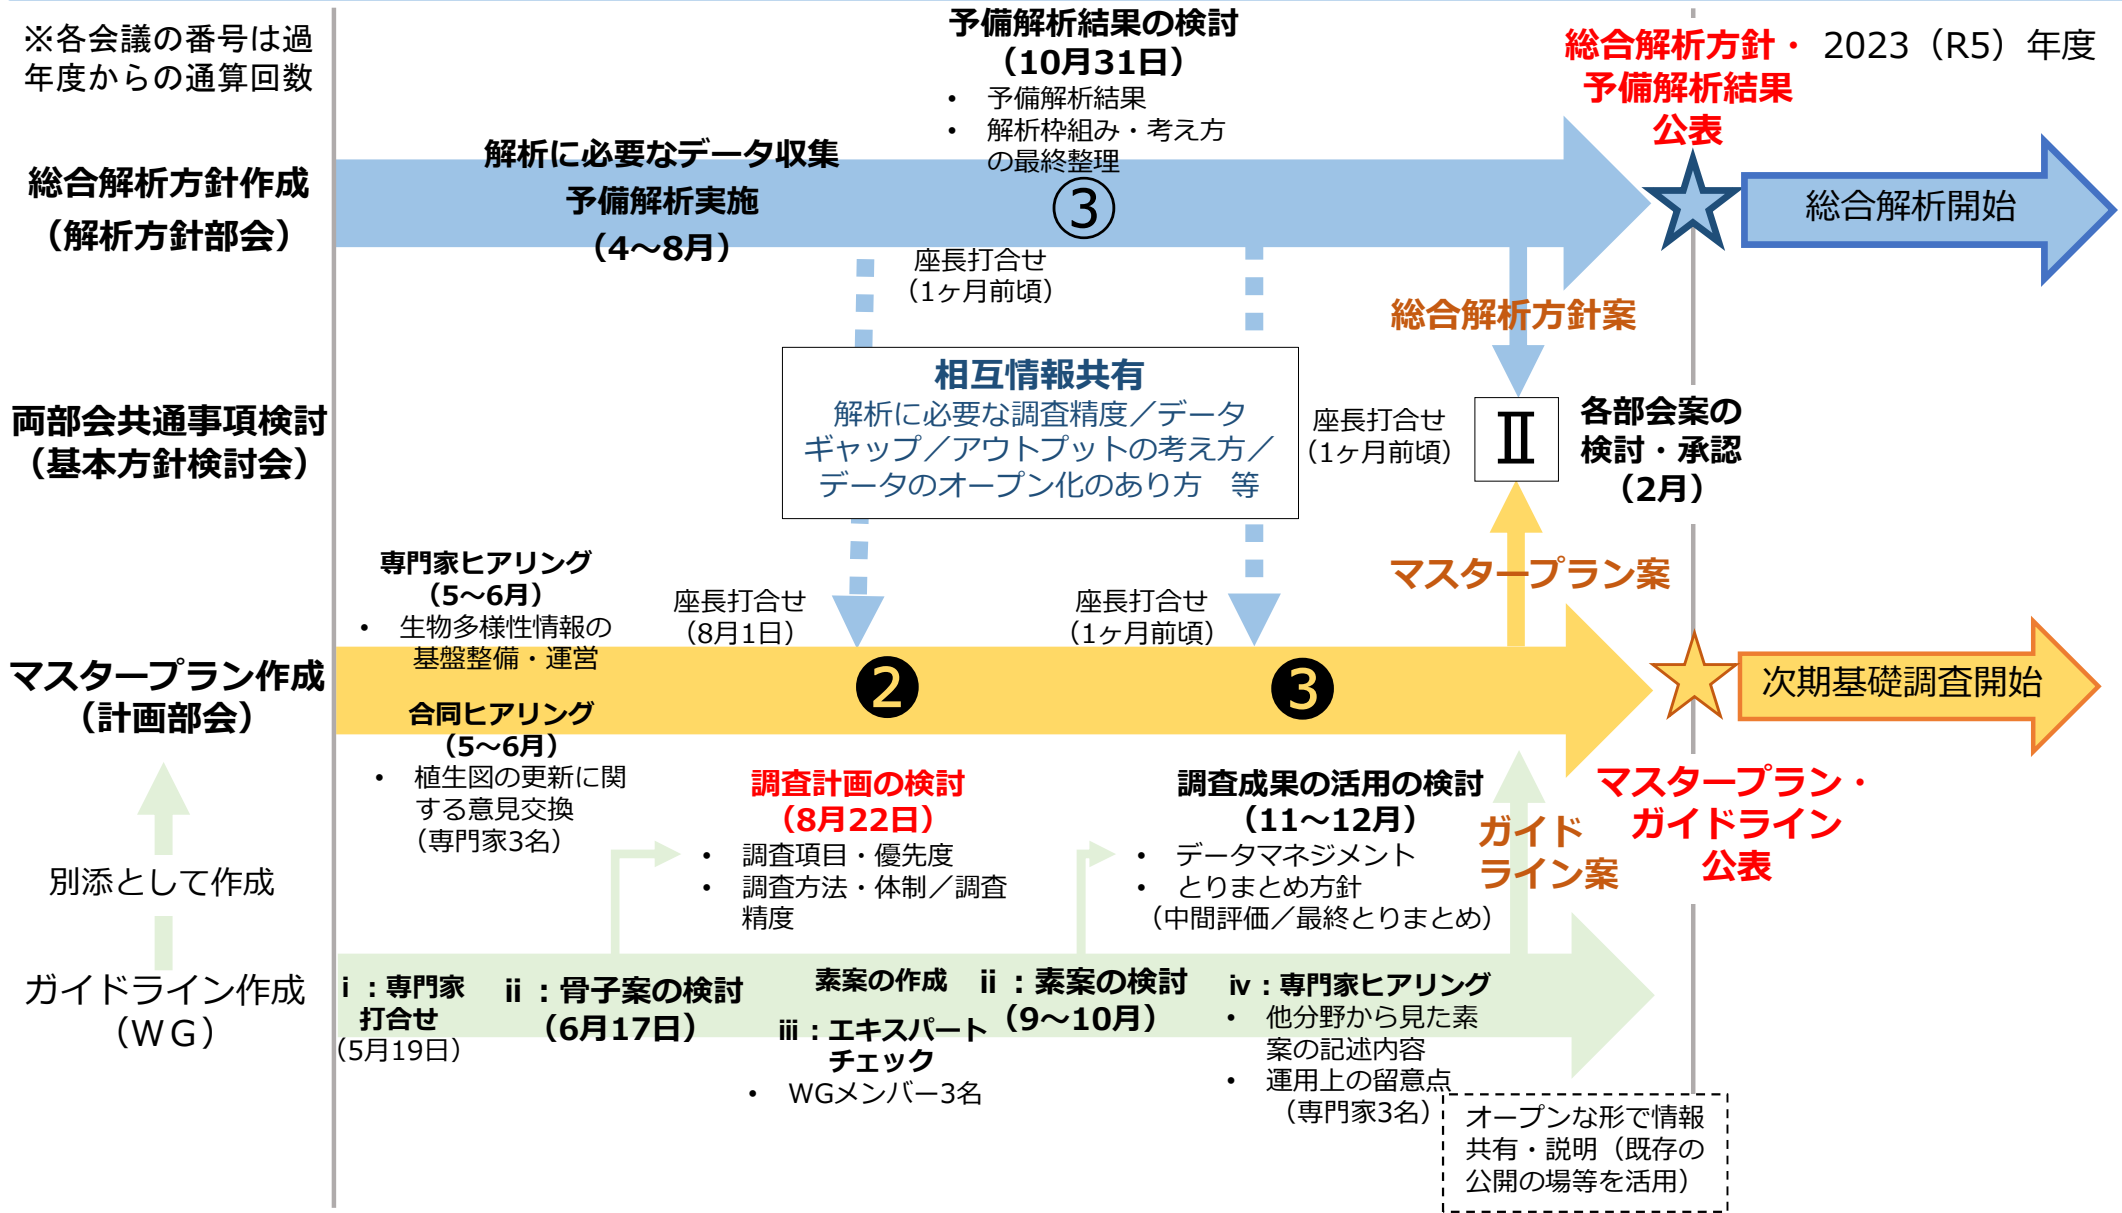 ※各会議の番号は過
年度からの通算回数
予備解析結果の検討
（10月31日）
• 予備解析結果
• 解析枠組み・考え方
の最終整理
総合解析方針・
予備解析結果
公表
2023（R5）年度
総合解析方針作成
（解析方針部会）
解析に必要なデータ収集
予備解析実施
（4～8月）
③
総合解析開始
座長打合せ
（1ヶ月前頃）
総合解析方針案
両部会共通事項検討
（基本方針検討会）
相互情報共有
解析に必要な調査精度／データ
ギャップ／アウトプットの考え方／
データのオープン化のあり方　等
座長打合せ
（1ヶ月前頃）
Ⅱ
各部会案の
検討・承認
（2月）
専門家ヒアリング
（5～6月）
• 生物多様性情報の
基盤整備・運営
座長打合せ
（8月1日）
座長打合せ
（1ヶ月前頃）
マスタープラン案
マスタープラン作成
（計画部会）
❷
❸
次期基礎調査開始
合同ヒアリング
（5～6月）
• 植生図の更新に関
する意見交換
（専門家3名）
調査計画の検討
（8月22日）
• 調査項目・優先度
• 調査方法・体制／調査
精度
調査成果の活用の検討
（11～12月）
• データマネジメント
• とりまとめ方針
（中間評価／最終とりまとめ）
ガイド
ライン案
マスタープラン・
ガイドライン
公表
別添として作成
ガイドライン作成
（ＷＧ）
ⅰ：専門家
打合せ
（5月19日）
ⅱ：骨子案の検討
（6月17日）
素案の作成
ⅲ：エキスパート
チェック
• WGメンバー3名
ⅱ：素案の検討
（9～10月）
ⅳ：専門家ヒアリング
• 他分野から見た素
案の記述内容
• 運用上の留意点
（専門家3名）
オープンな形で情報
共有・説明（既存の
公開の場等を活用）